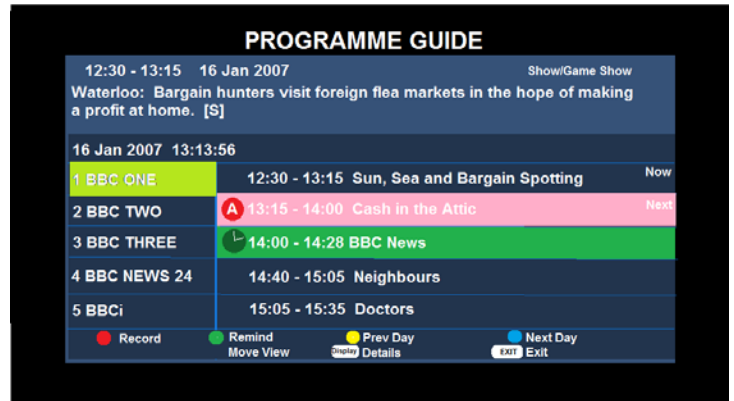 PROGRAMME GUIDE
12:30 - 13:15 16 Jan 2007 Show/Game Show
Waterloo: Bargain hunters visit foreign flea markets in the hope of making
a profit at home. [S]
16 Jan 2007 13:13:56
1 BBC ONE 12:30 - 13:15 Sun, Sea and Bargain Spotting Now
2 BBC TWO A 13:15 - 14:00 Cash in the Attic Next
3 BBC THREE 14:00 - 14:28 BBC News
4 BBC NEWS 24 14:40 - 15:05 Neighbours
5 BBCi 15:05 - 15:35 Doctors
Record Remind Prev Day Next Day
Move View Display Details EXIT Exit